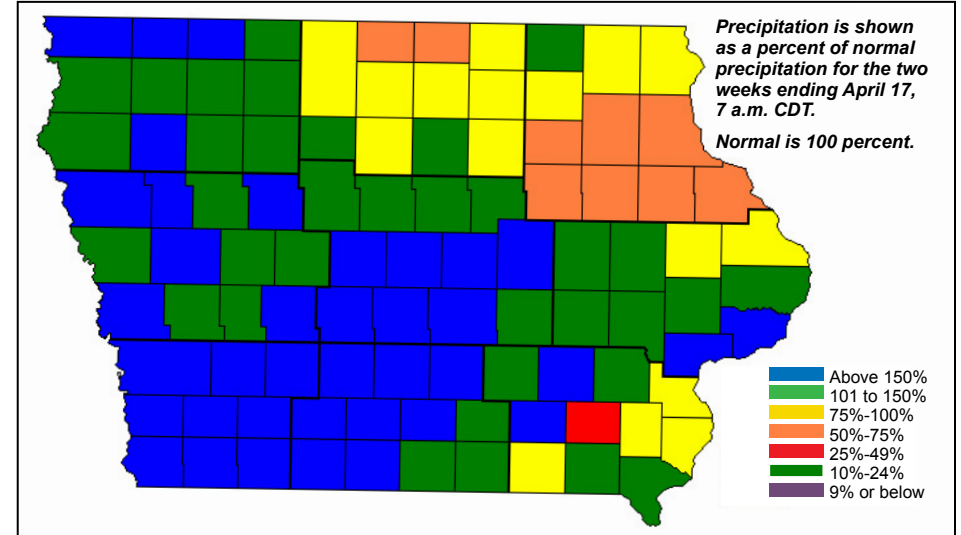 Precipitation is shown
as a percent of normal
precipitation for the two
weeks ending April 17,
7 a.m. CDT.
Normal is 100 percent.
Above 150%
101 to 150%
75%-100%
50%-75%
25%-49%
10%-24%
9% or below